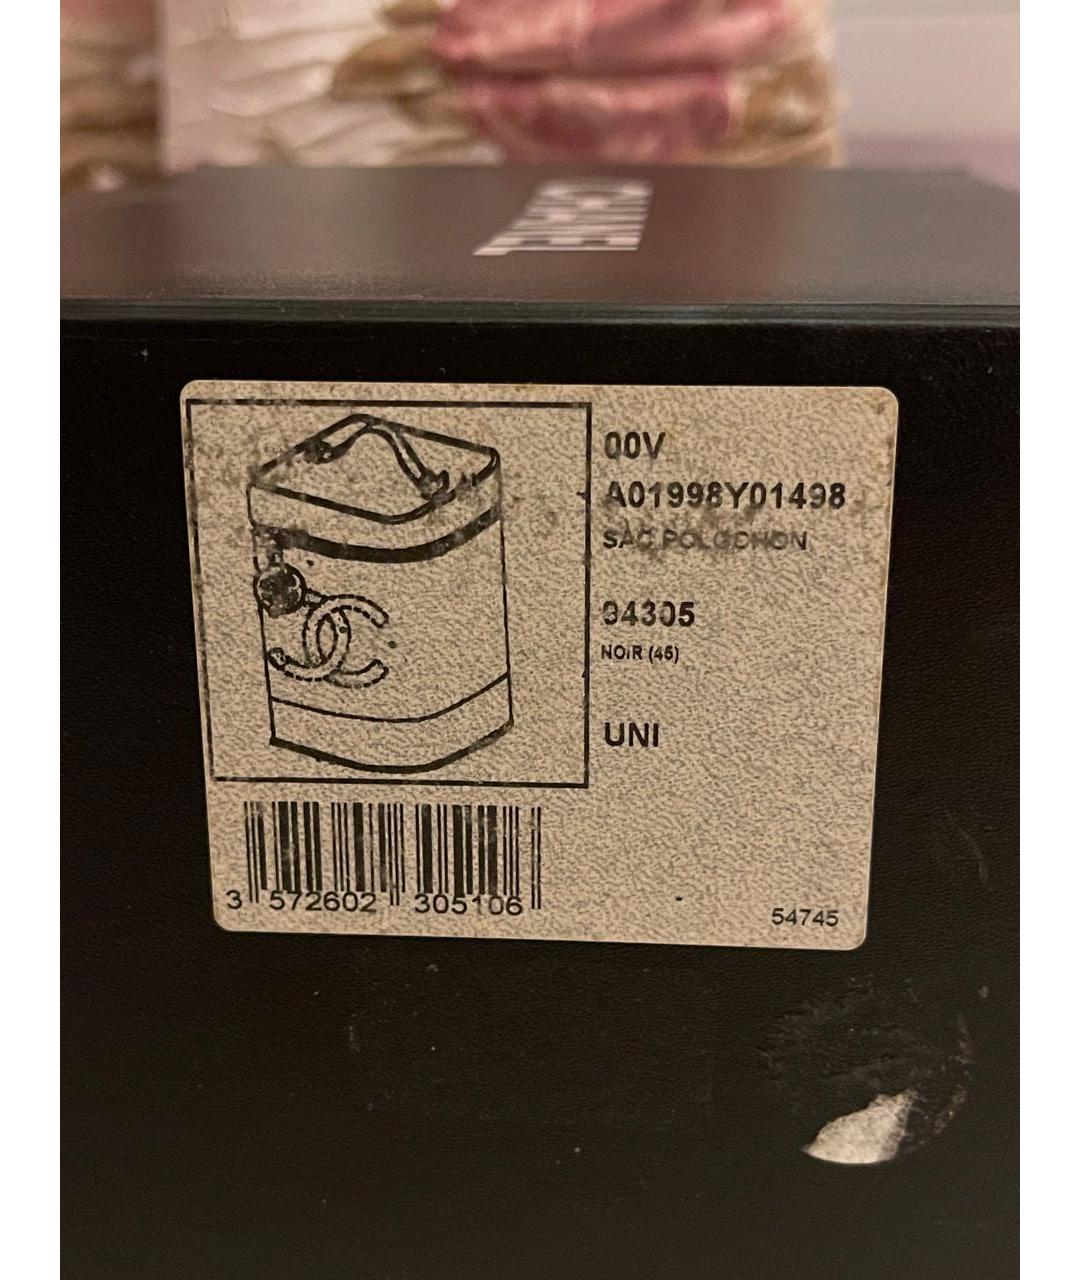 CHANEL
00V
A01998Y01498
SAC POLOCHON
94305
NOIR (45)
UNI
3 572602 305106
54745